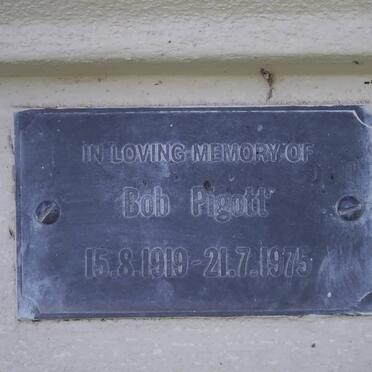 IN LOVING MEMORY OF
Bob Pigott
15.8.1919 - 21.7.1975